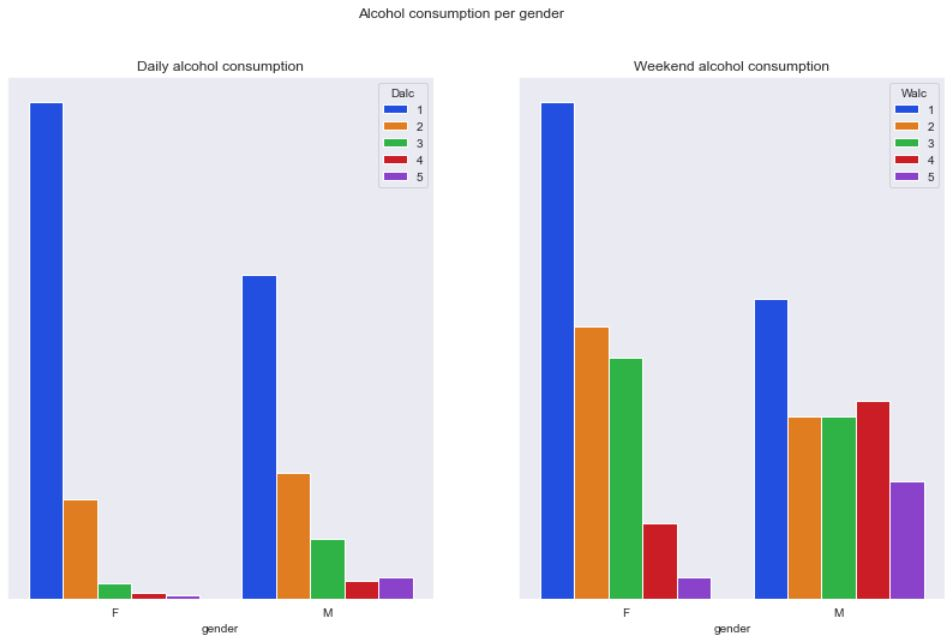 Alcohol consumption per gender
Daily alcohol consumption
Dalc
1
2
3
4
5
F
M
gender
Weekend alcohol consumption
Walc
1
2
3
4
5
F
M
gender